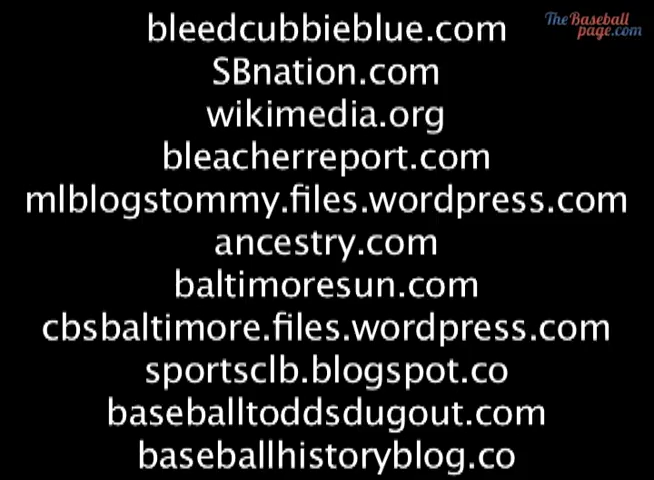 bleedcubbieblue.com
The Baseball
page.com
SBnation.com
wikimedia.org
bleacherreport.com
mlblogstommy.files.wordpress.com
ancestry.com
baltimoresun.com
cbsbaltimore.files.wordpress.com
sportsclb.blogspot.co
baseballtoddsdugout.com
baseballhistoryblog.co